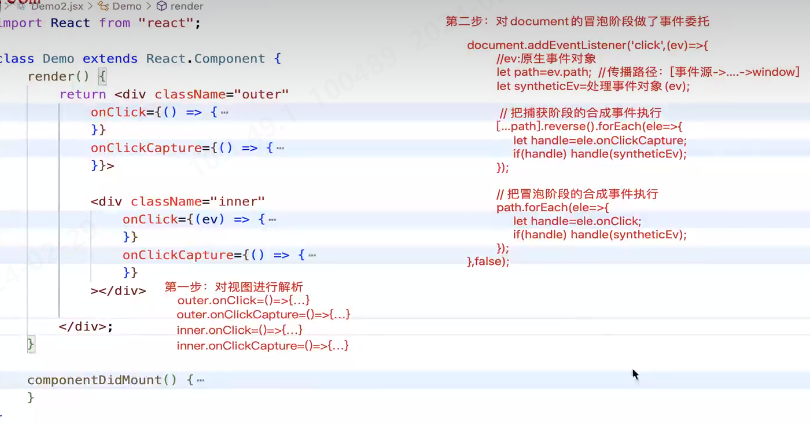 Demo2.jsx > Demo > render
import React from "react";
class Demo extends React.Component {
render() {
return <div className="outer"
onClick={() => { ⋯
}}
onClickCapture={() => { ⋯
}}>
<div className="inner"
onClick={(ev) => { ⋯
}}
onClickCapture={() => { ⋯
}}
></div>
</div>;
}
componentDidMount() { ⋯
}
第一步：对视图进行解析
outer.onClick=()=>{...}
outer.onClickCapture=()=>{...}
inner.onClick=()=>{...}
inner.onClickCapture=()=>{...}
第二步：对document的冒泡阶段做了事件委托
document.addEventListener('click',(ev)=>{
//ev:原生事件对象
let path=ev.path; //传播路径：[事件源->....->window]
let syntheticEv=处理事件对象(ev);
// 把捕获阶段的合成事件执行
[...path].reverse().forEach(ele=>{
let handle=ele.onClickCapture;
if(handle) handle(syntheticEv);
});
// 把冒泡阶段的合成事件执行
path.forEach(ele=>{
let handle=ele.onClick;
if(handle) handle(syntheticEv);
});
},false);